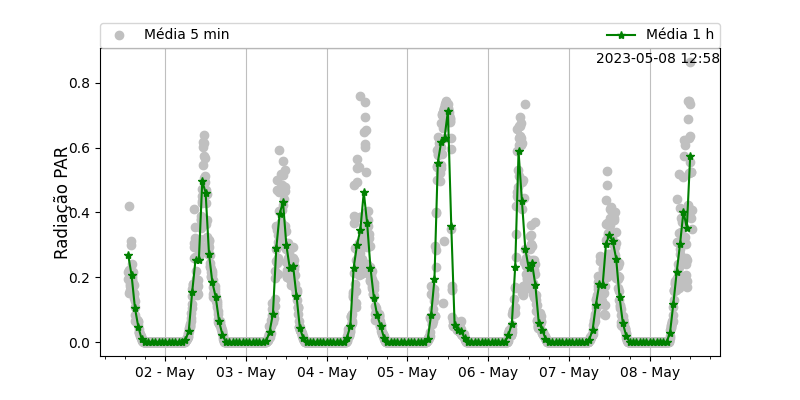 Média 5 min
Média 1 h
2023-05-08 12:58
Radiação PAR
0.8
0.6
0.4
0.2
0.0
02 - May
03 - May
04 - May
05 - May
06 - May
07 - May
08 - May